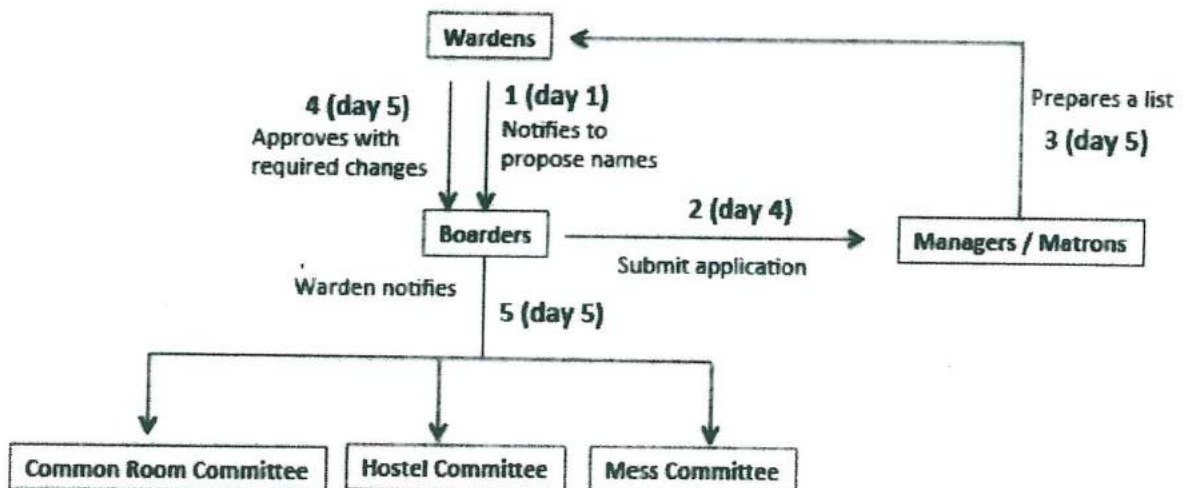 Wardens
4 (day 5)
Approves with
required changes
1 (day 1)
Notifies to
propose names
Prepares a list
3 (day 5)
Boarders
2 (day 4)
Submit application
Managers / Matrons
Warden notifies
5 (day 5)
Common Room Committee
Hostel Committee
Mess Committee